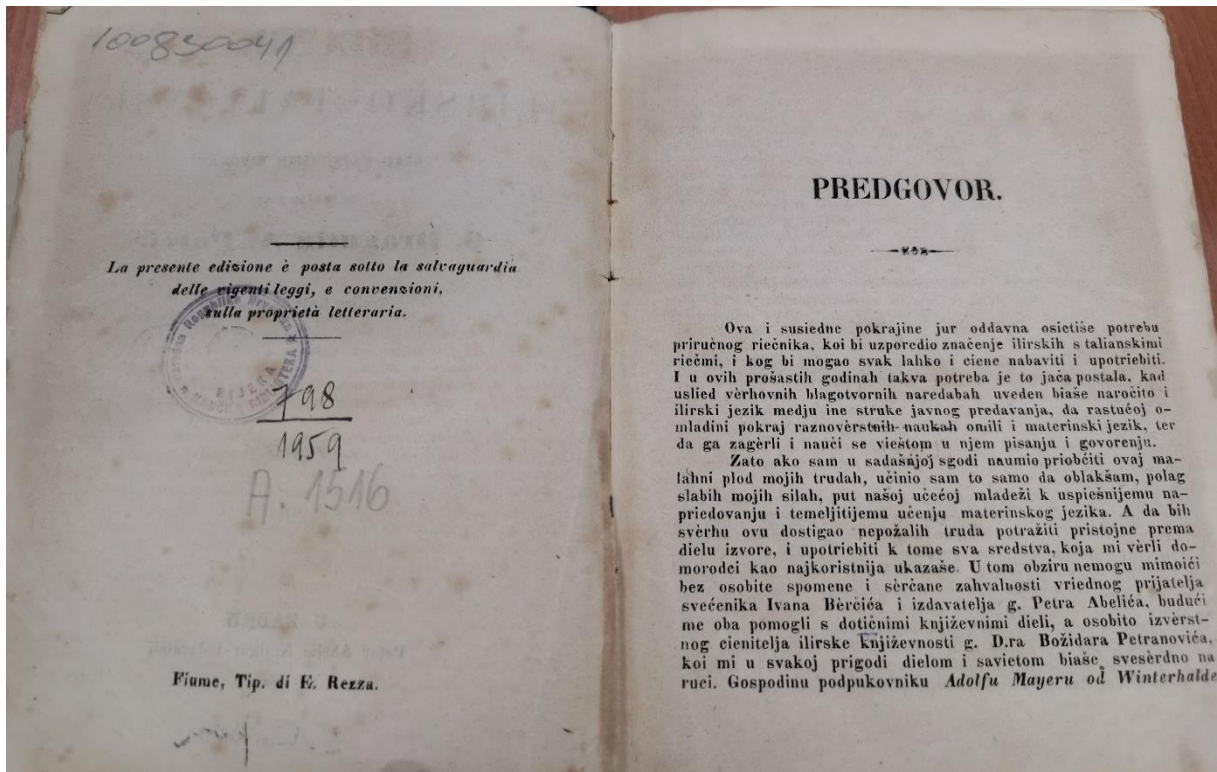 100830041
La presente edizione è posta sotto la salvaguardia
delle vigenti leggi, e convenzioni,
sulla proprietà letteraria.
RIJEKA
NAUČNA BIBLIOTEKA
798
1959
A. 1516
Fiume, Tip. di E. Rezza.
PREDGOVOR.
Ova i susiedne pokrajine jur oddavna osietiše potrebu
priručnog riečnika, koi bi uzporedio značenje ilirskih s talianskimi
riečmi, i kog bi mogao svak lahko i ciene nabaviti i upotriebiti.
I u ovih prošastih godinah takva potreba je to jača postala, kad
uslied vèrhovnih blagotvornih naredabah uveden biaše naročito i
ilirski jezik medju ine struke javnog predavanja, da rastućoj o-
mladini pokraj raznovèrstnih naukah omili i materinski jezik, ter
da ga zagèrli i nauči se vieštom u njem pisanju i govorenju.
Zato ako sam u sadašnjoj sgodi naumio priobćiti ovaj ma-
lahni plod mojih trudah, učinio sam to samo da oblakšam, polag
slabih mojih silah, put našoj učećoj mladeži k uspiešnijemu na-
priedovanju i temeljitijemu učenju materinskog jezika. A da bih
svèrhu ovu dostigao nepožalih truda potražiti pristojne prema
dielu izvore, i upotriebiti k tome sva sredstva, koja mi vèrli do-
morodci kao najkoristnija ukazaše. U tom obziru nemogu mimoići
bez osobite spomene i sèrčane zahvalnosti vriednog prijatelja
svećenika Ivana Bèrčića i izdavatelja g. Petra Abelića, budući
me oba pomogli s dotičnimi književnimi dieli, a osobito izvèrst-
nog cienitelja ilirske književnosti g. D.ra Božidara Petranovića,
koi mi u svakoj prigodi dielom i savietom biaše svesèrdno na
ruci. Gospodinu podpukovniku Adolfu Mayeru od Winterhalde